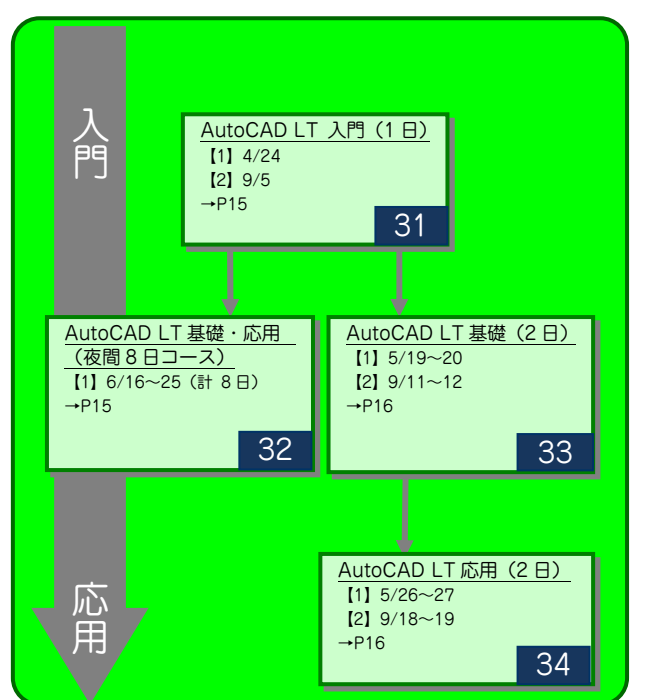 入門
AutoCAD LT 入門（1 日）
【1】4/24
【2】9/5
→P15
31
AutoCAD LT 基礎・応用
（夜間 8 日コース）
【1】6/16～25（計 8 日）
→P15
32
AutoCAD LT 基礎（2 日）
【1】5/19～20
【2】9/11～12
→P16
33
応用
AutoCAD LT 応用（2 日）
【1】5/26～27
【2】9/18～19
→P16
34